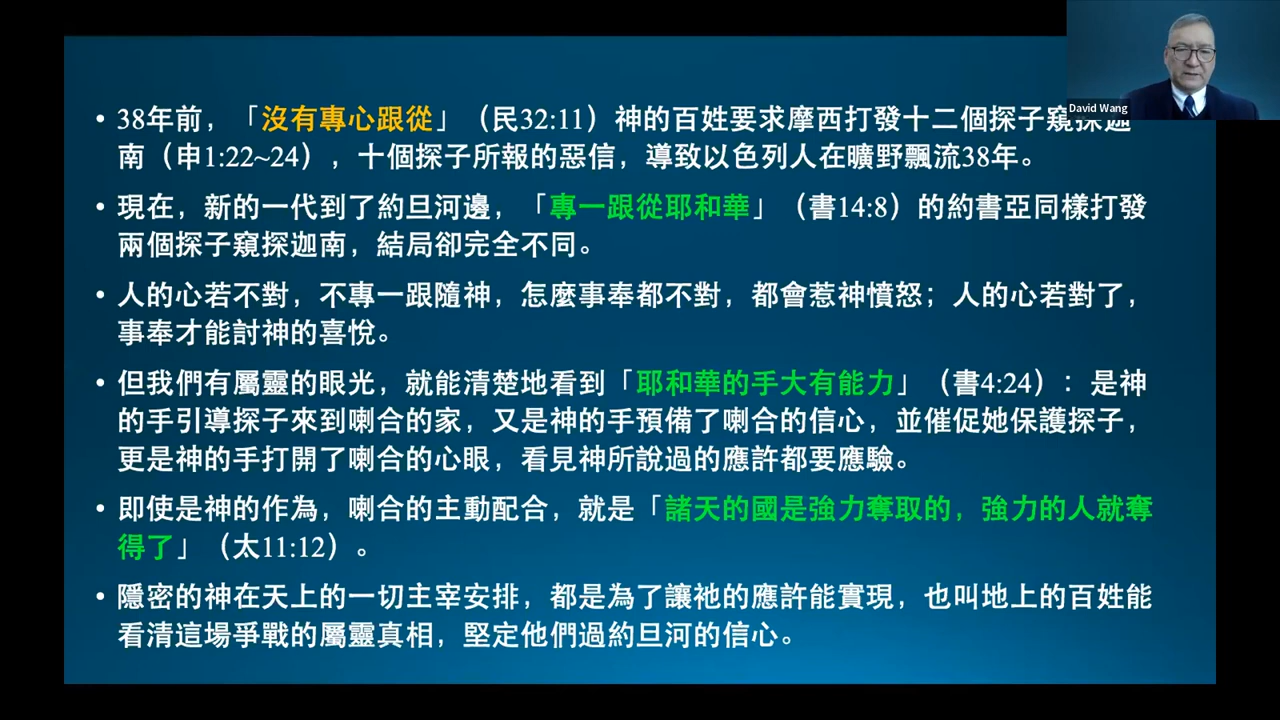 David Wang
• 38年前，「沒有專心跟從」（民32:11）神的百姓要求摩西打發十二個探子窺探迦
南（申1:22~24），十個探子所報的惡信，導致以色列人在曠野飄流38年。
• 現在，新的一代到了約旦河邊，「專一跟從耶和華」（書14:8）的約書亞同樣打發
兩個探子窺探迦南，結局卻完全不同。
• 人的心若不對，不專一跟隨神，怎麼事奉都不對，都會惹神憤怒；人的心若對了，
事奉才能討神的喜悅。
• 但我們有屬靈的眼光，就能清楚地看到「耶和華的手大有能力」（書4:24）：是神
的手引導探子來到喇合的家，又是神的手預備了喇合的信心，並催促她保護探子，
更是神的手打開了喇合的心眼，看見神所說過的應許都要應驗。
• 即使是神的作為，喇合的主動配合，就是「諸天的國是強力奪取的，強力的人就奪
得了」（太11:12）。
• 隱密的神在天上的一切主宰安排，都是為了讓祂的應許能實現，也叫地上的百姓能
看清這場爭戰的屬靈真相，堅定他們過約旦河的信心。